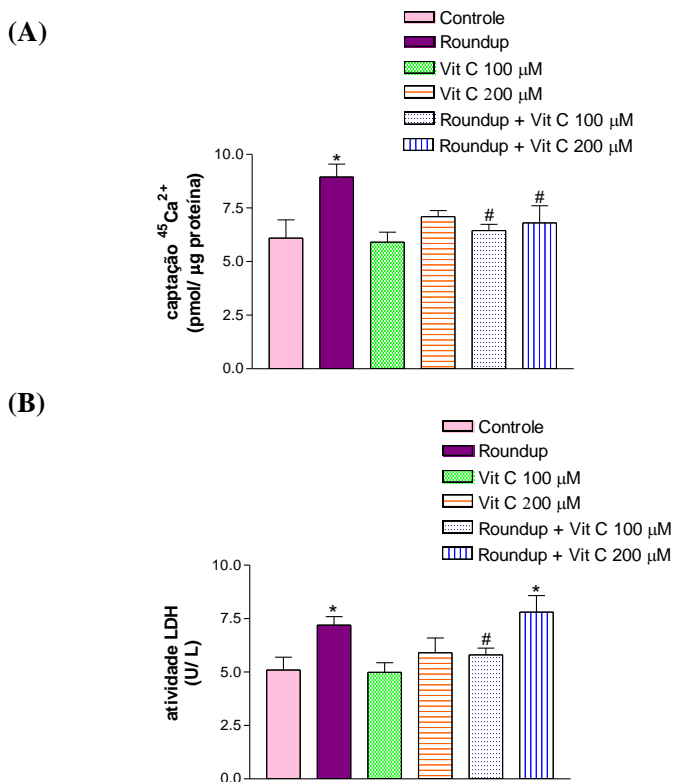 (A)
Controle
Roundup
Vit C 100 μM
Vit C 200 μM
Roundup + Vit C 100 μM
Roundup + Vit C 200 μM
captação ⁴⁵Ca²⁺
(pmol/ μg proteína)
10.0
7.5
5.0
2.5
0.0
*
#
#
(B)
Controle
Roundup
Vit C 100 μM
Vit C 200 μM
Roundup + Vit C 100 μM
Roundup + Vit C 200 μM
atividade LDH
(U/ L)
10.0
7.5
5.0
2.5
0.0
*
#
*